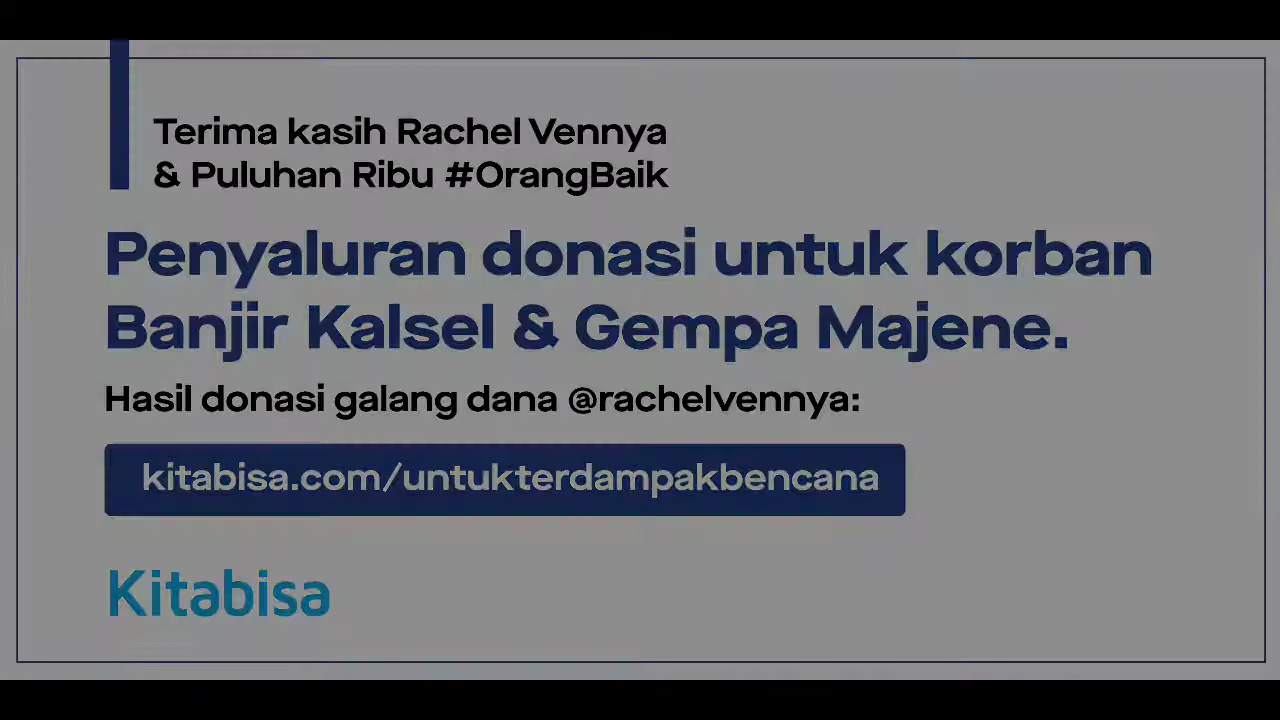 Terima kasih Rachel Vennya
& Puluhan Ribu #OrangBaik
Penyaluran donasi untuk korban
Banjir Kalsel & Gempa Majene.
Hasil donasi galang dana @rachelvennya:
kitabisa.com/untukterdampakbencana
Kitabisa